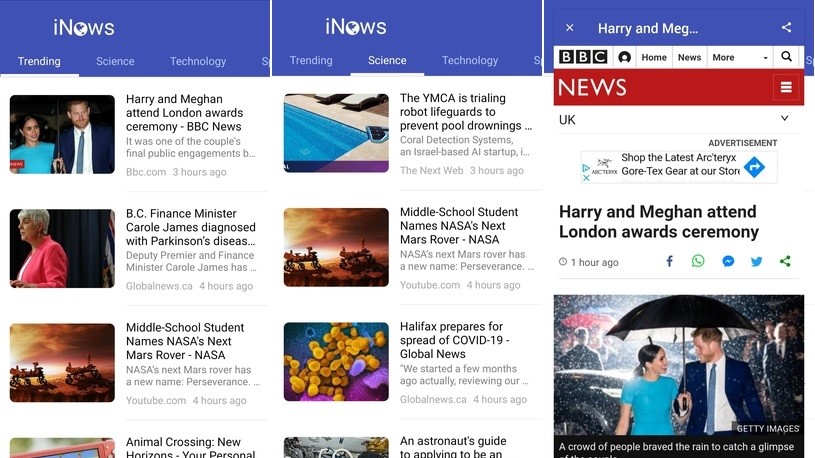 iNews
Trending
Science
Technology
Sp
Harry and Meghan
attend London awards
ceremony - BBC News
It was one of the couple's
final public engagements b...
Bbc.com 3 hours ago
B.C. Finance Minister
Carole James diagnosed
with Parkinson's diseas...
Deputy Premier and Finance
Minister Carole James has ...
Globalnews.ca 4 hours ago
Middle-School Student
Names NASA's Next
Mars Rover - NASA
NASA's next Mars rover has
a new name: Perseverance. ...
Youtube.com 4 hours ago
Animal Crossing: New
Horizons - Your Personal
iNews
Trending
Science
Technology
Sp
The YMCA is trialing
robot lifeguards to
prevent pool drownings ...
Coral Detection Systems,
an Israel-based AI startup, i...
The Next Web 3 hours ago
Middle-School Student
Names NASA's Next
Mars Rover - NASA
NASA's next Mars rover has
a new name: Perseverance. ...
Youtube.com 4 hours ago
Halifax prepares for
spread of COVID-19 -
Global News
"We started a few months
ago actually, reviewing our ...
Globalnews.ca 4 hours ago
An astronaut's guide
to applying to be an
Harry and Meg...
Sp
BBC
Home
News
More
NEWS
UK
ADVERTISEMENT
ARC'TERYX
Shop the Latest Arc'teryx
Gore-Tex Gear at our Store
Harry and Meghan attend
London awards ceremony
1 hour ago
GETTY IMAGES
A crowd of people braved the rain to catch a glimpse